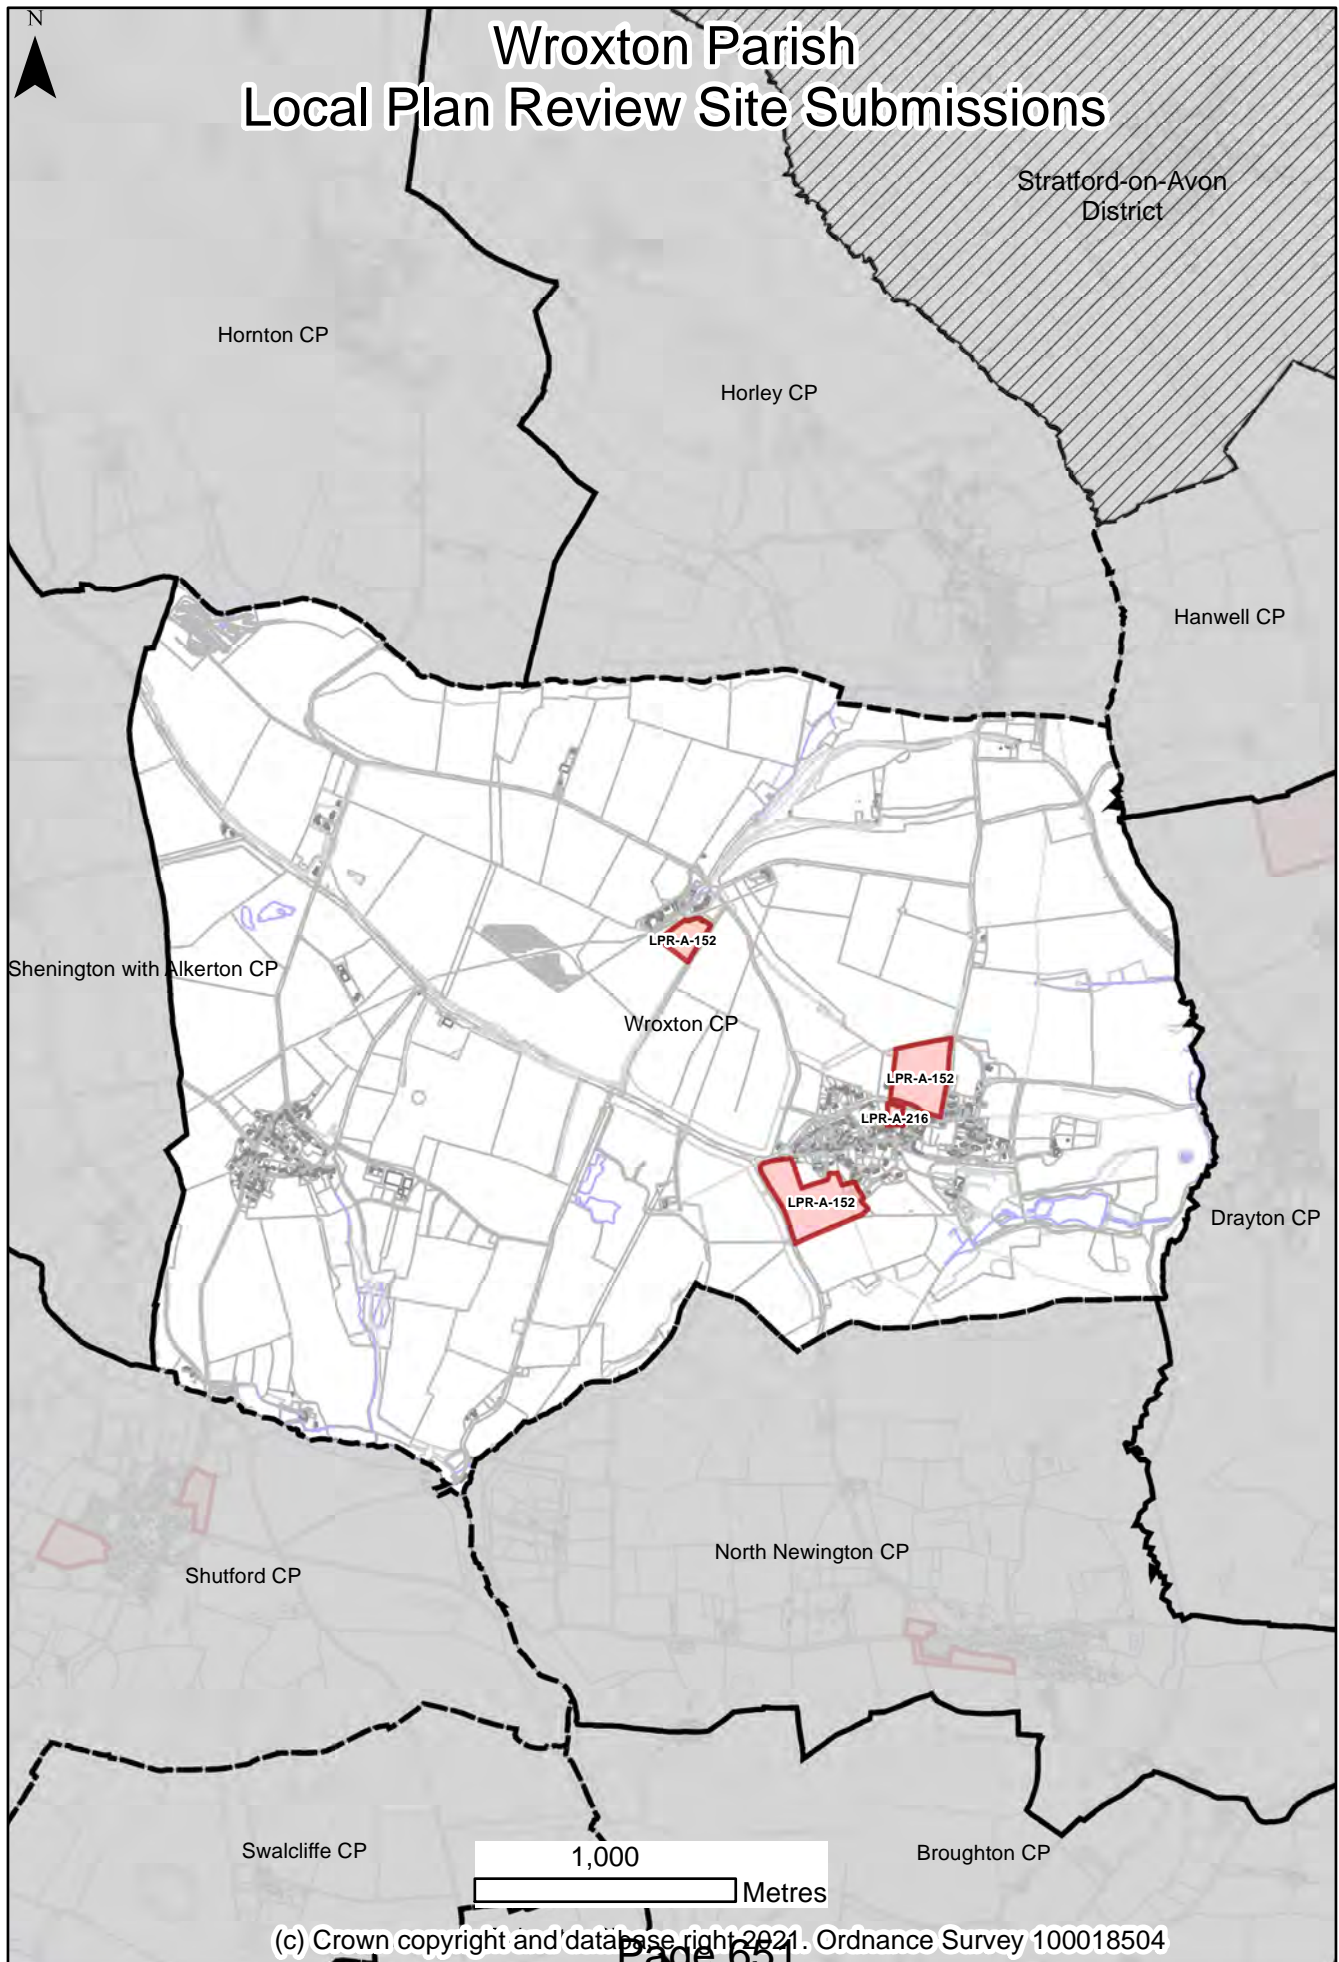 N
Wroxton Parish
Local Plan Review Site Submissions
Stratford-on-Avon
District
Hornton CP
Horley CP
Hanwell CP
LPR-A-152
Shenington with Alkerton CP
Wroxton CP
LPR-A-152
LPR-A-216
LPR-A-152
Drayton CP
North Newington CP
Shutford CP
Swalcliffe CP
1,000
Broughton CP
Metres
(c) Crown copyright and database right 2021. Ordnance Survey 100018504
Page 651